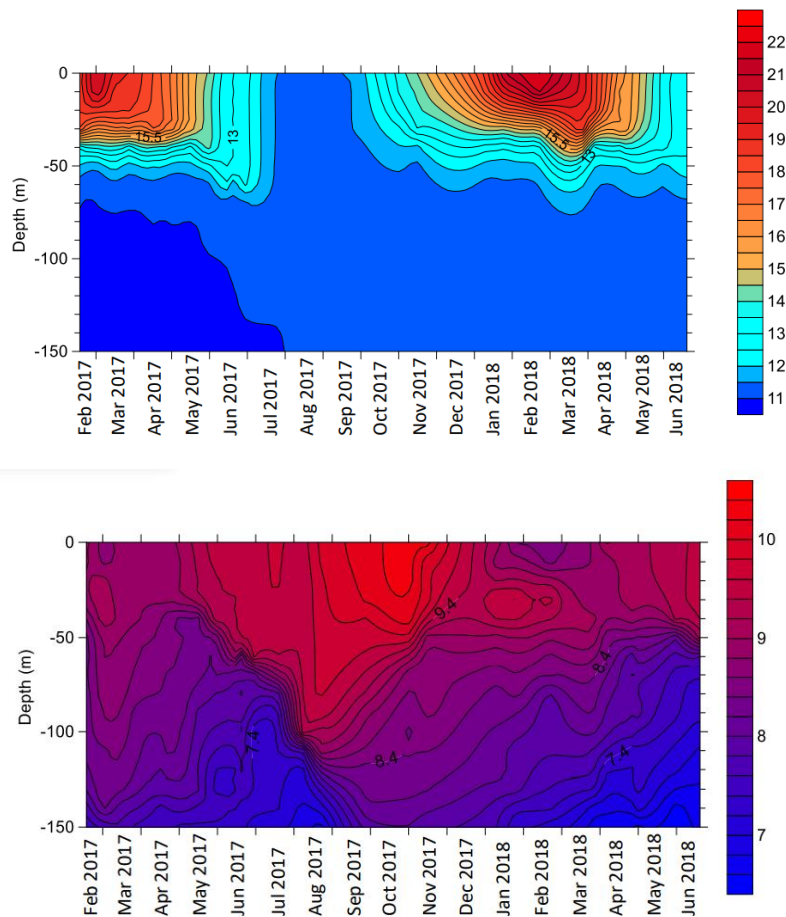 0
-50
-100
-150
Depth (m)
15.5
13
15.5
13
Feb 2017
Mar 2017
Apr 2017
May 2017
Jun 2017
Jul 2017
Aug 2017
Sep 2017
Oct 2017
Nov 2017
Dec 2017
Jan 2018
Feb 2018
Mar 2018
Apr 2018
May 2018
Jun 2018
22
21
20
19
18
17
16
15
14
13
12
11
0
-50
-100
-150
Depth (m)
9.4
8.4
7.4
8.4
7.4
Feb 2017
Mar 2017
Apr 2017
May 2017
Jun 2017
Jul 2017
Aug 2017
Sep 2017
Oct 2017
Nov 2017
Dec 2017
Jan 2018
Feb 2018
Mar 2018
Apr 2018
May 2018
Jun 2018
10
9
8
7